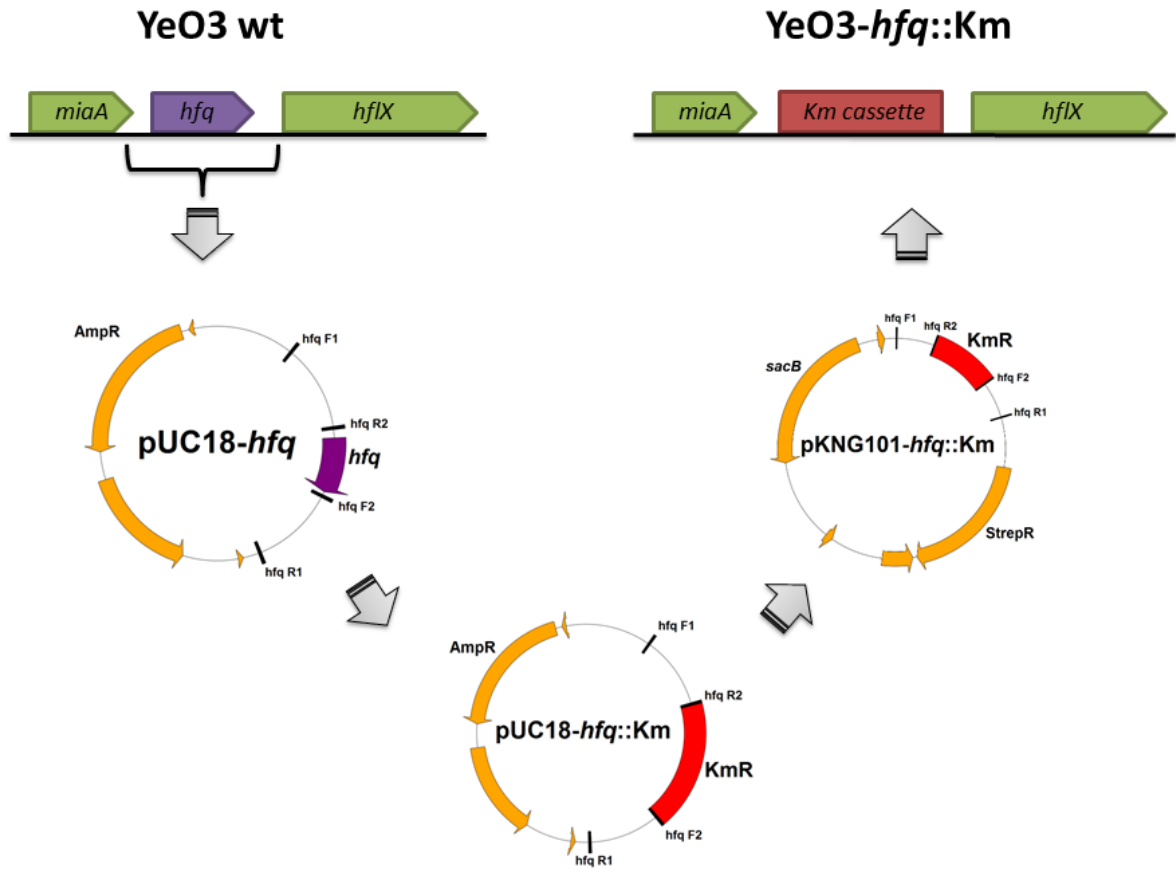 YeO3 wt
YeO3-hfq::Km
miaA
hfq
hflX
miaA
Km cassette
hflX
AmpR
hfq F1
hfq R2
pUC18-hfq
hfq
hfq F2
hfq R1
hfq F1
hfq R2
KmR
sacB
hfq F2
hfq R1
pKNG101-hfq::Km
StrepR
AmpR
hfq F1
hfq R2
pUC18-hfq::Km
KmR
hfq F2
hfq R1